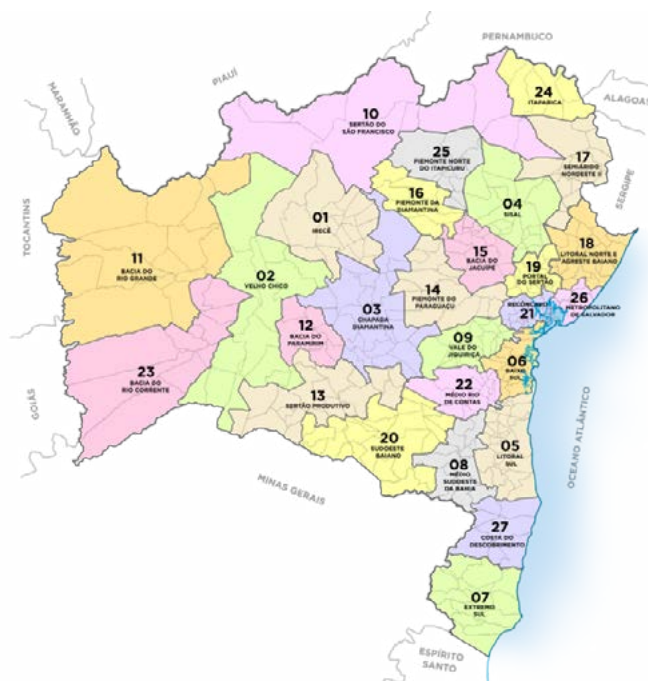 PERNAMBUCO
PIAUÍ
MARANHÃO
ALAGOAS
24
ITAPARICA
10
SERTÃO DO
SÃO FRANCISCO
25
PIEMONTE NORTE
DO ITAPICURU
17
SEMIÁRIDO
NORDESTE II
SERGIPE
16
PIEMONTE DA
DIAMANTINA
04
SISAL
TOCANTINS
01
IRECÊ
11
BACIA DO
RIO GRANDE
02
VELHO CHICO
15
BACIA DO
JACUÍPE
18
LITORAL NORTE E
AGRESTE BAIANO
19
PORTAL
DO SERTÃO
14
PIEMONTE DO
PARAGUAÇU
03
CHAPADA
DIAMANTINA
RECÔNCAVO
21
26
METROPOLITANO
DE SALVADOR
12
BACIA DO
PARAMIRIM
09
VALE DO
JIQUIRIÇÁ
06
BAIXO
SUL
23
BACIA DO
RIO CORRENTE
22
MÉDIO RIO
DE CONTAS
13
SERTÃO PRODUTIVO
GOIÁS
OCEANO ATLÂNTICO
20
SUDOESTE
BAIANO
05
LITORAL
SUL
08
MÉDIO
SUDOESTE
DA BAHIA
MINAS GERAIS
27
COSTA DO
DESCOBRIMENTO
07
EXTREMO
SUL
ESPÍRITO
SANTO